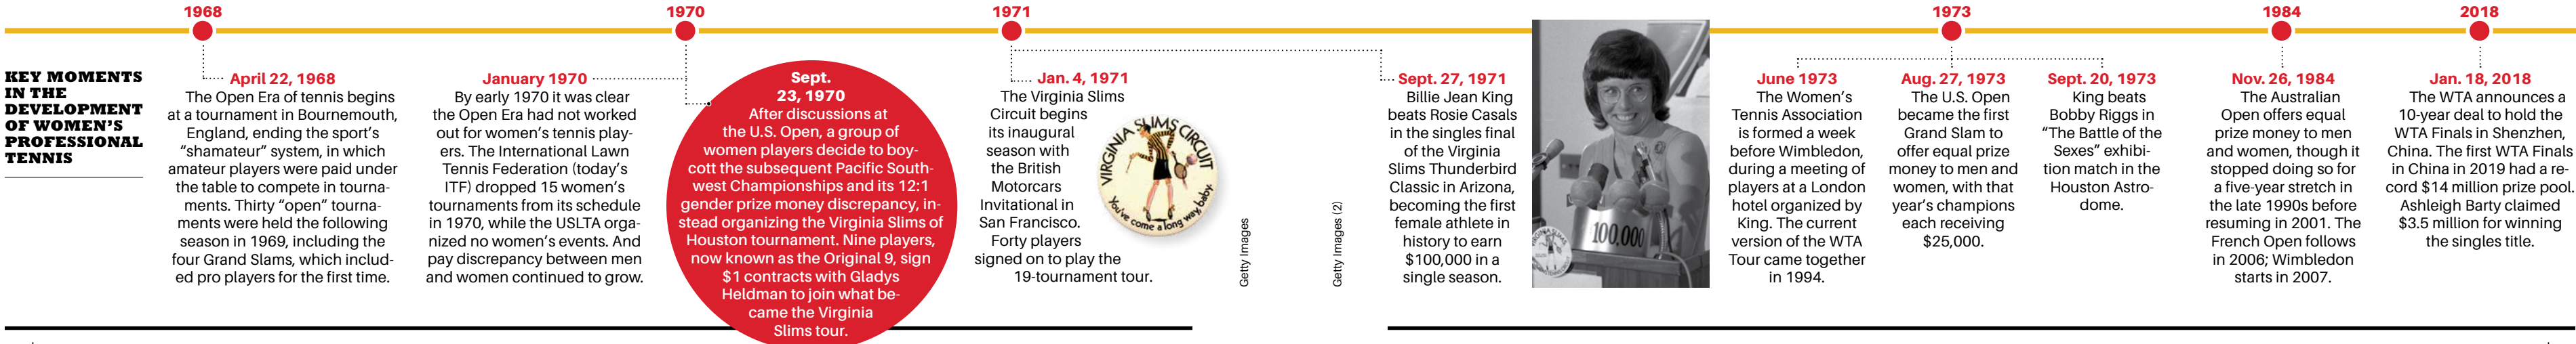 1968
1970
1971
1973
1984
2018
KEY MOMENTS
IN THE
DEVELOPMENT
OF WOMEN'S
PROFESSIONAL
TENNIS
April 22, 1968
The Open Era of tennis begins
at a tournament in Bournemouth,
England, ending the sport's
"shamateur" system, in which
amateur players were paid under
the table to compete in tourna-
ments. Thirty "open" tourna-
ments were held the following
season in 1969, including the
four Grand Slams, which includ-
ed pro players for the first time.
January 1970
By early 1970 it was clear
the Open Era had not worked
out for women's tennis play-
ers. The International Lawn
Tennis Federation (today's
ITF) dropped 15 women's
tournaments from its schedule
in 1970, while the USLTA orga-
nized no women's events. And
pay discrepancy between men
and women continued to grow.
Sept.
23, 1970
After discussions at
the U.S. Open, a group of
women players decide to boy-
cott the subsequent Pacific South-
west Championships and its 12:1
gender prize money discrepancy, in-
stead organizing the Virginia Slims of
Houston tournament. Nine players,
now known as the Original 9, sign
$1 contracts with Gladys
Heldman to join what be-
came the Virginia
Slims tour.
Jan. 4, 1971
The Virginia Slims
Circuit begins
its inaugural
season with
the British
Motorcars
Invitational in
San Francisco.
Forty players
signed on to play the
19-tournament tour.
VIRGINIA SLIMS CIRCUIT
You've come a long way, baby.
Getty Images
Getty Images (2)
Sept. 27, 1971
Billie Jean King
beats Rosie Casals
in the singles final
of the Virginia
Slims Thunderbird
Classic in Arizona,
becoming the first
female athlete in
history to earn
$100,000 in a
single season.
100,000
June 1973
The Women's
Tennis Association
is formed a week
before Wimbledon,
during a meeting of
players at a London
hotel organized by
King. The current
version of the WTA
Tour came together
in 1994.
Aug. 27, 1973
The U.S. Open
became the first
Grand Slam to
offer equal prize
money to men and
women, with that
year's champions
each receiving
$25,000.
Sept. 20, 1973
King beats
Bobby Riggs in
"The Battle of the
Sexes" exhibi-
tion match in the
Houston Astro-
dome.
Nov. 26, 1984
The Australian
Open offers equal
prize money to men
and women, though it
stopped doing so for
a five-year stretch in
the late 1990s before
resuming in 2001. The
French Open follows
in 2006; Wimbledon
starts in 2007.
Jan. 18, 2018
The WTA announces a
10-year deal to hold the
WTA Finals in Shenzhen,
China. The first WTA Finals
in China in 2019 had a re-
cord $14 million prize pool.
Ashleigh Barty claimed
$3.5 million for winning
the singles title.